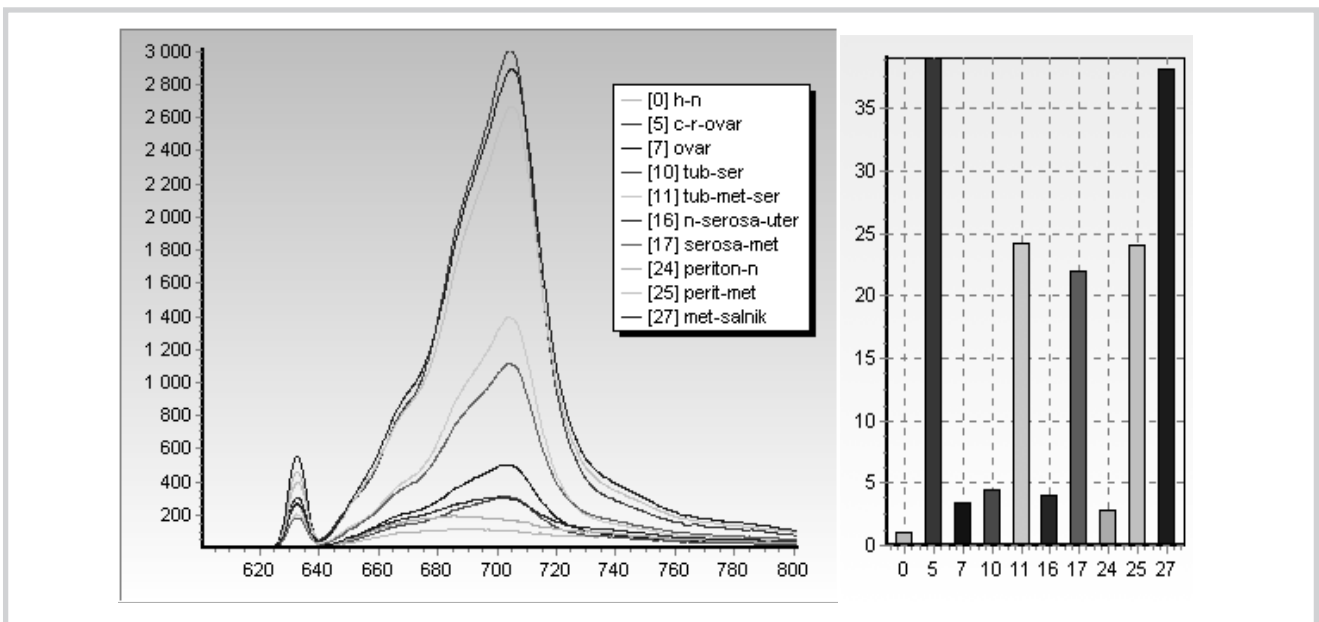 3 000
2 800
2 600
2 400
2 200
2 000
1 800
1 600
1 400
1 200
1 000
800
600
400
200
620 640 660 680 700 720 740 760 780 800
[0] h-n
[5] c-r-ovar
[7] ovar
[10] tub-ser
[11] tub-met-ser
[16] n-serosa-uter
[17] serosa-met
[24] periton-n
[25] perit-met
[27] met-salnik
35
30
25
20
15
10
5
0
0 5 7 10 11 16 17 24 25 27